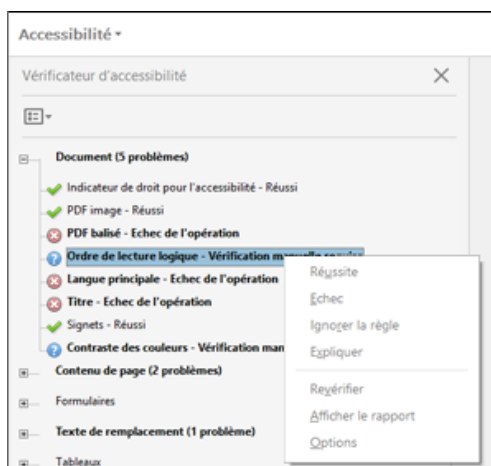 Accessibilité
Vérificateur d'accessibilité
Document (5 problèmes)
Indicateur de droit pour l'accessibilité - Réussi
PDF image - Réussi
PDF balisé - Echec de l'opération
Ordre de lecture logique - Vérification manuelle requise
Langue principale - Echec de l'opération
Titre - Echec de l'opération
Signets - Réussi
Contraste des couleurs - Vérification man
Contenu de page (2 problèmes)
Formulaires
Texte de remplacement (1 problème)
Tableaux
Réussite
Echec
Ignorer la règle
Expliquer
Revérifier
Afficher le rapport
Options